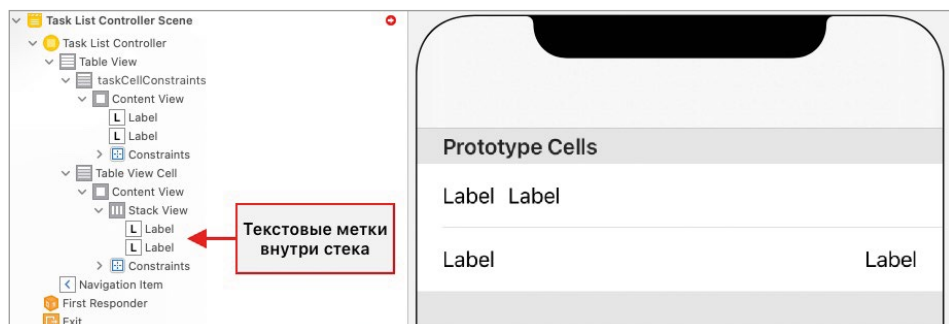 Task List Controller Scene
Task List Controller
Table View
taskCellConstraints
Content View
L Label
L Label
Constraints
Table View Cell
Content View
Stack View
L Label
L Label
Constraints
Navigation Item
First Responder
Exit
Текстовые метки
внутри стека
Prototype Cells
Label Label
Label Label